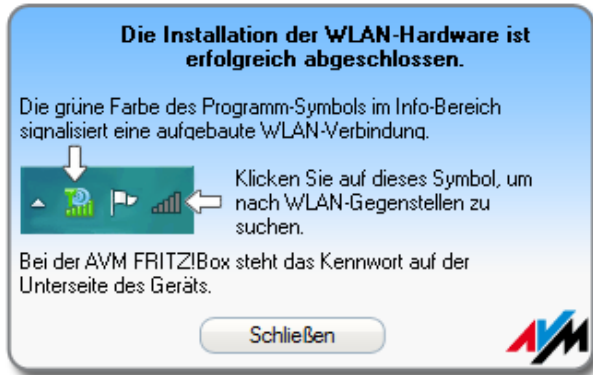 Die Installation der WLAN-Hardware ist
erfolgreich abgeschlossen.
Die grüne Farbe des Programm-Symbols im Info-Bereich
signalisiert eine aufgebaute WLAN-Verbindung.
Klicken Sie auf dieses Symbol, um
nach WLAN-Gegenstellen zu
suchen.
Bei der AVM FRITZ!Box steht das Kennwort auf der
Unterseite des Geräts.
Schließen
AVM